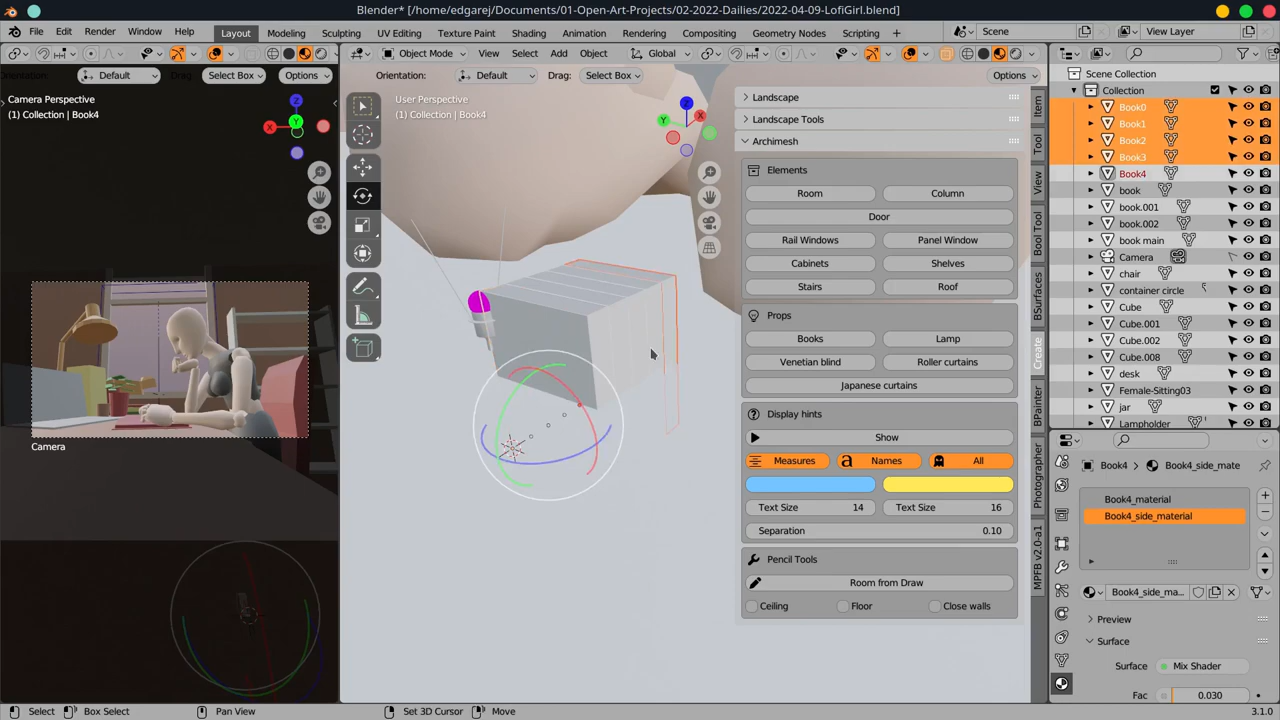 Blender* [/home/edgarej/Documents/01-Open-Art-Projects/02-2022-Dailies/2022-04-09-LofiGirl.blend]
File Edit Render Window Help Layout Modeling Sculpting UV Editing Texture Paint Shading Animation Rendering Compositing Geometry Nodes Scripting Scene View Layer
Object Mode View Select Add Object Global
Default Drag: Select Box Options
Orientation: Default Drag: Select Box Options
Camera Perspective
(1) Collection | Book4
Camera
User Perspective
(1) Collection | Book4
Landscape
Landscape Tools
Archimesh
Elements
Room Column
Door
Rail Windows Panel Window
Cabinets Shelves
Stairs Roof
Props
Books Lamp
Venetian blind Roller curtains
Japanese curtains
Display hints
Show
Measures Names All
Text Size 14 Text Size 16
Separation 0.10
Pencil Tools
Room from Draw
Ceiling Floor Close walls
Item
Tool
View
Bool Tool
BSurfaces
Create
BPainter
Photographer
MPFB v2.0-a1
Scene Collection
Collection
Book0
Book1
Book2
Book3
Book4
book
book.001
book.002
book main
Camera
chair
container circle
Cube
Cube.001
Cube.002
Cube.008
desk
Female-Sitting03
jar
Lampholder
Book4 Book4_side_mate
Book4_material
Book4_side_material
Book4_side_ma...
Preview
Surface
Surface Mix Shader
Fac 0.030
Select Box Select Pan View Set 3D Cursor Move 3.1.0